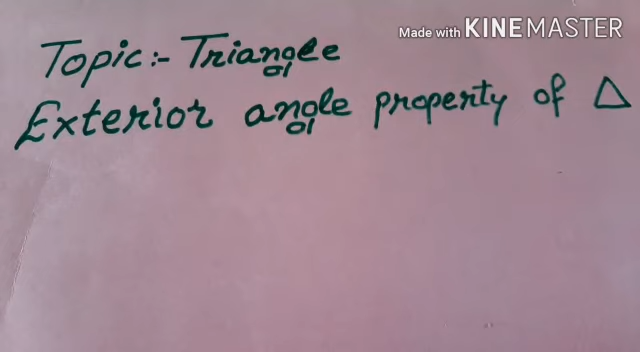 Made with KINEMASTER
Topic:- Triangle
Exterior angle property of △